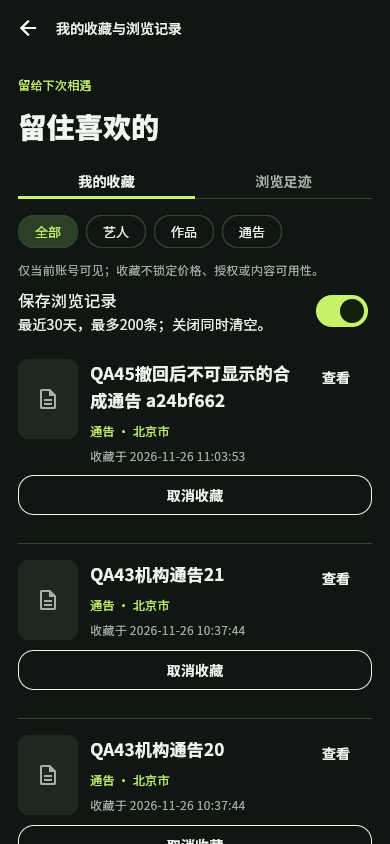 我的收藏与浏览记录
留给下次相遇
留住喜欢的
我的收藏 浏览足迹
全部 艺人 作品 通告
仅当前账号可见；收藏不锁定价格、授权或内容可用性。
保存浏览记录
最近30天，最多200条；关闭同时清空。
QA45撤回后不可显示的合 查看
成通告 a24bf662
通告 · 北京市
收藏于 2026-11-26 11:03:53
取消收藏
QA43机构通告21 查看
通告 · 北京市
收藏于 2026-11-26 10:37:44
取消收藏
QA43机构通告20 查看
通告 · 北京市
收藏于 2026-11-26 10:37:44
取消收藏